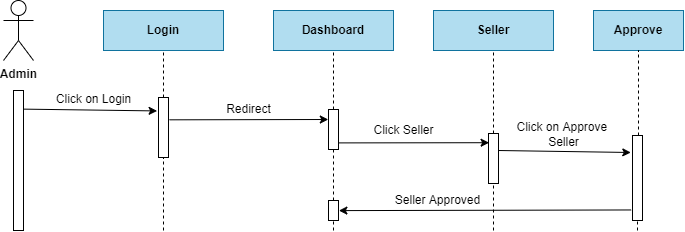 Login
Dashboard
Seller
Approve
Admin
Click on Login
Redirect
Click Seller
Click on Approve
Seller
Seller Approved